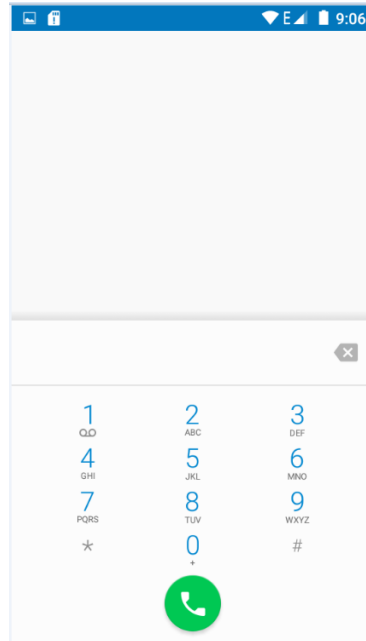 E 9:06
1 2 3
ABC DEF
4 5 6
GHI JKL MNO
7 8 9
PQRS TUV WXYZ
* 0 #
+